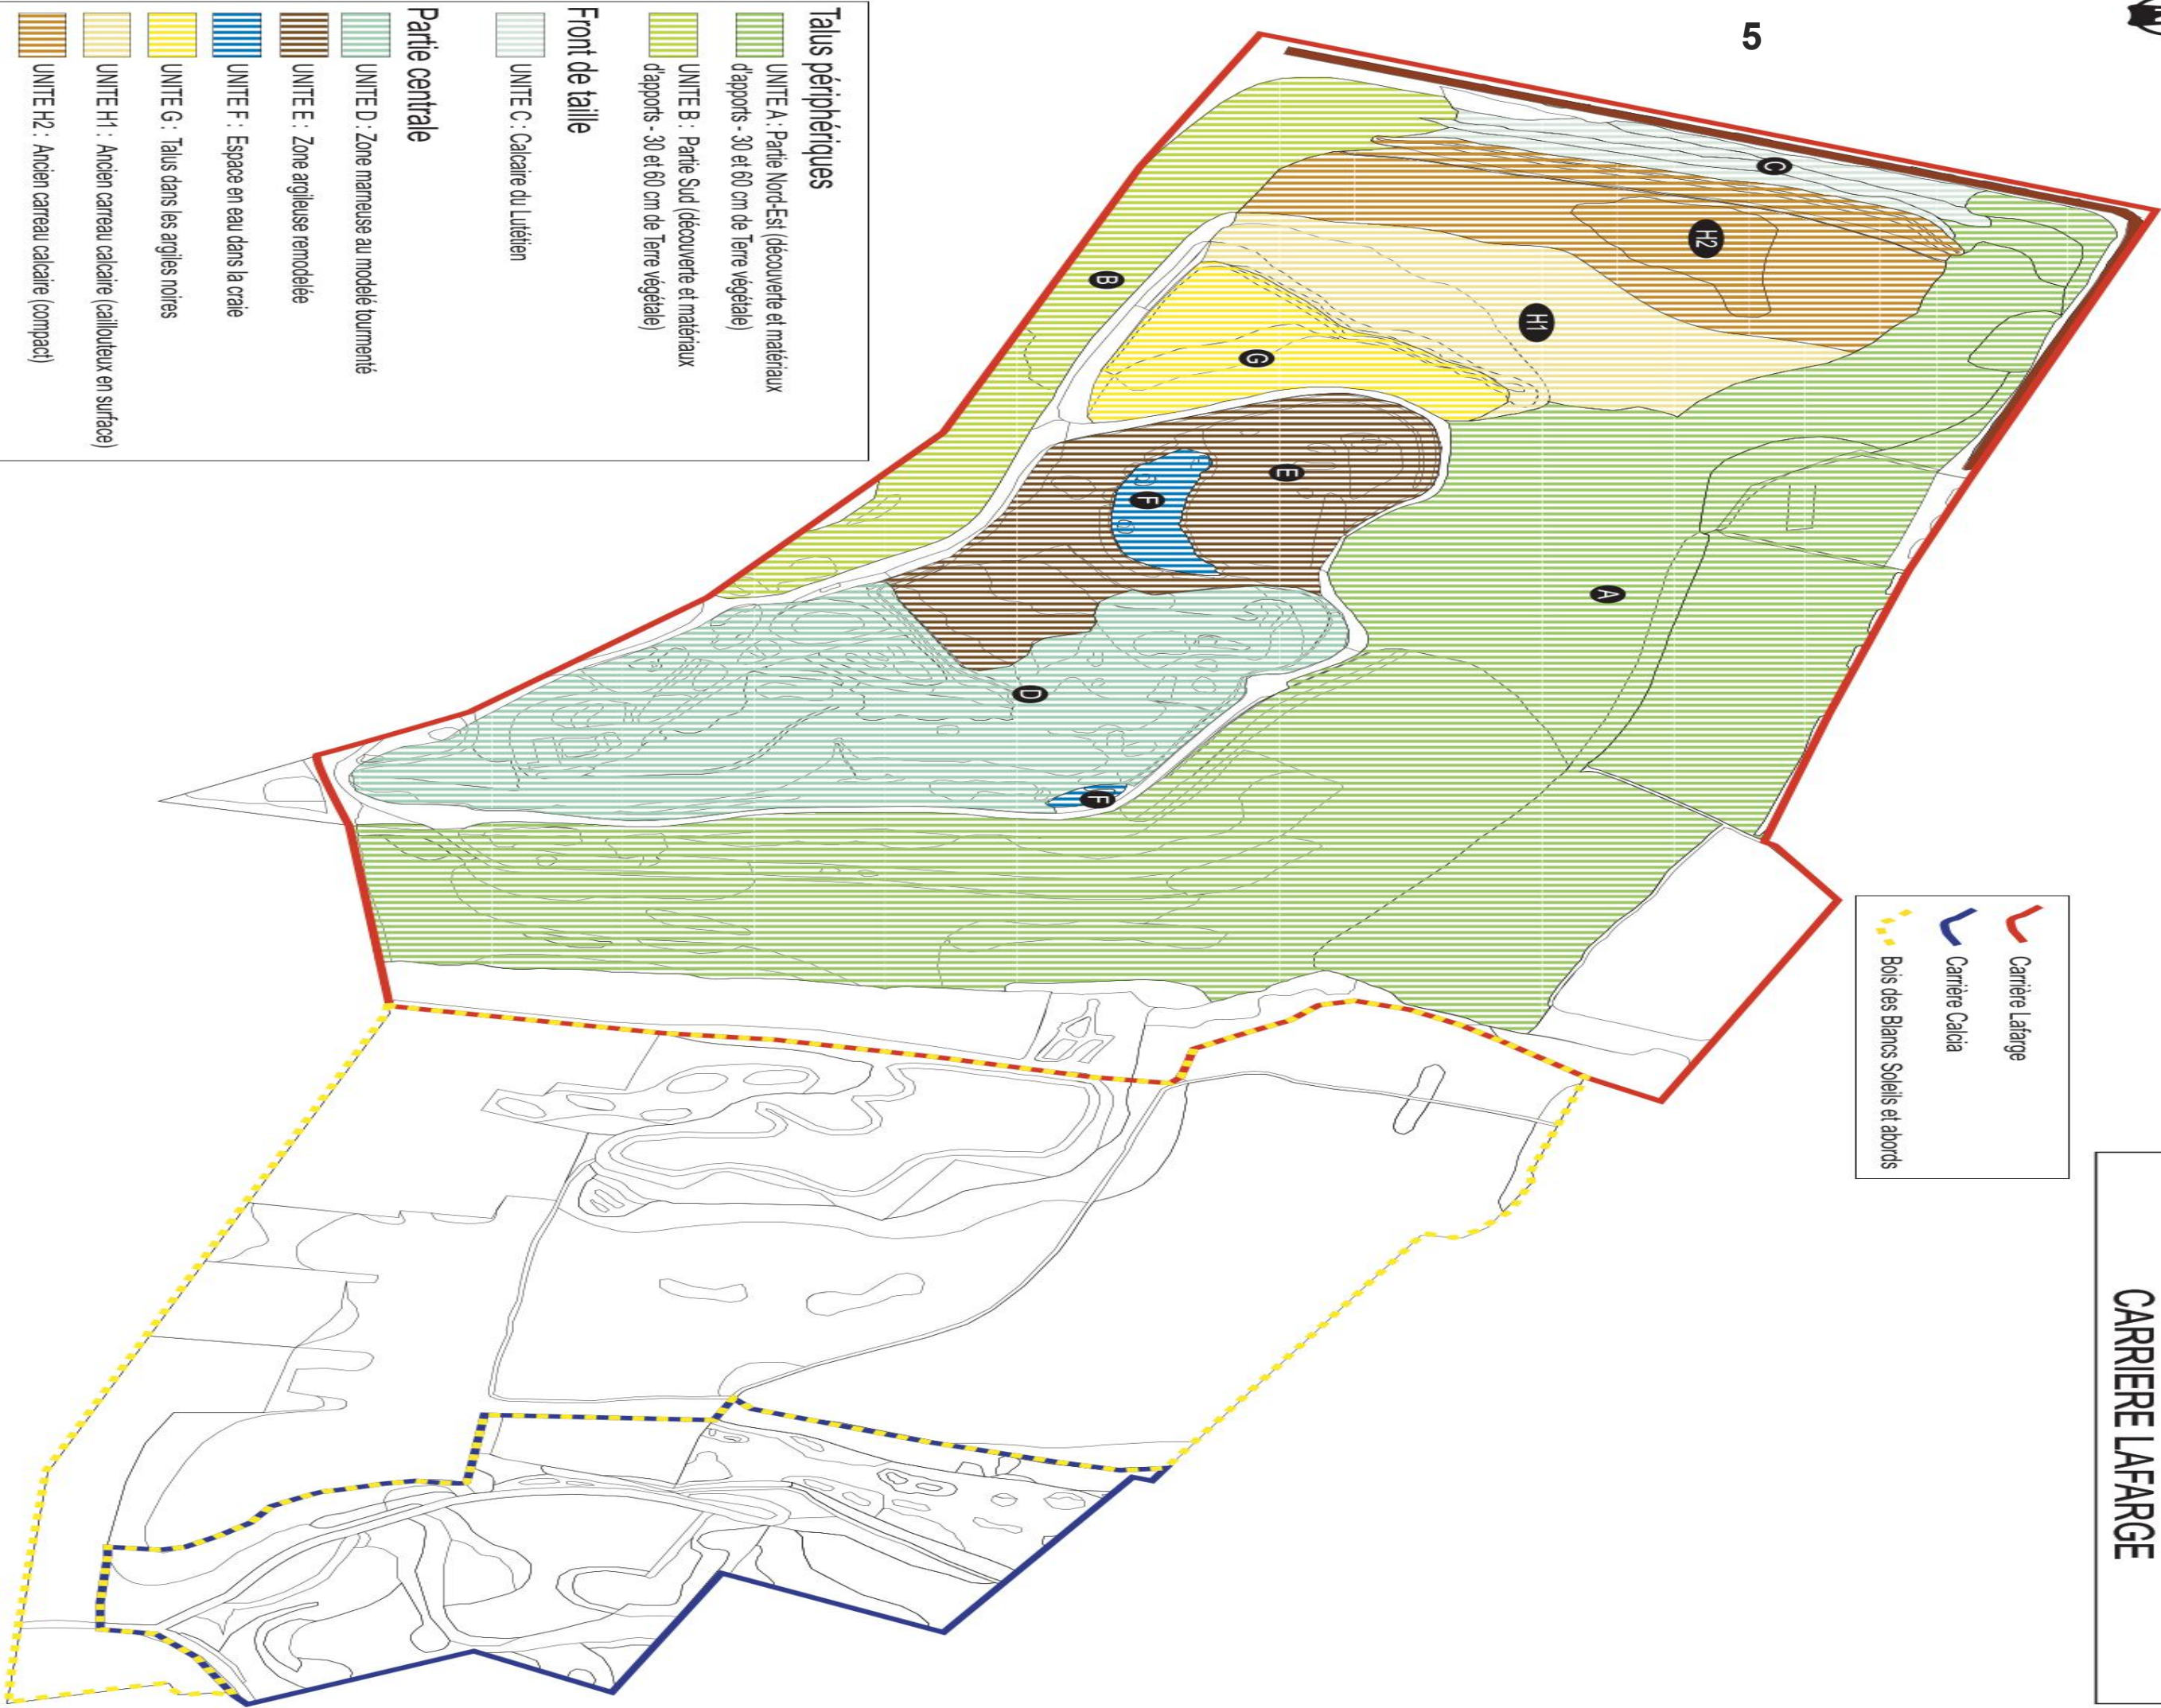 5
CARRIERE LAFARGE
Carrière Lafarge
Carrière Calcia
Bois des Blancs Soleils et abords
Talus périphériques
UNITE A : Partie Nord-Est (découverte et matériaux
d'apports - 30 et 60 cm de Terre végétale)
UNITE B : Partie Sud (découverte et matériaux
d'apports - 30 et 60 cm de Terre végétale)
Front de taille
UNITE C : Calcaire du Lutétien
Partie centrale
UNITE D : Zone marneuse au modelé tourmenté
UNITE E : Zone argileuse remodelée
UNITE F : Espace en eau dans la craie
UNITE G : Talus dans les argiles noires
UNITE H1 : Ancien carreau calcaire (caillouteux en surface)
UNITE H2 : Ancien carreau calcaire (compact)
C
H2
H1
B
G
E
F
A
D
F